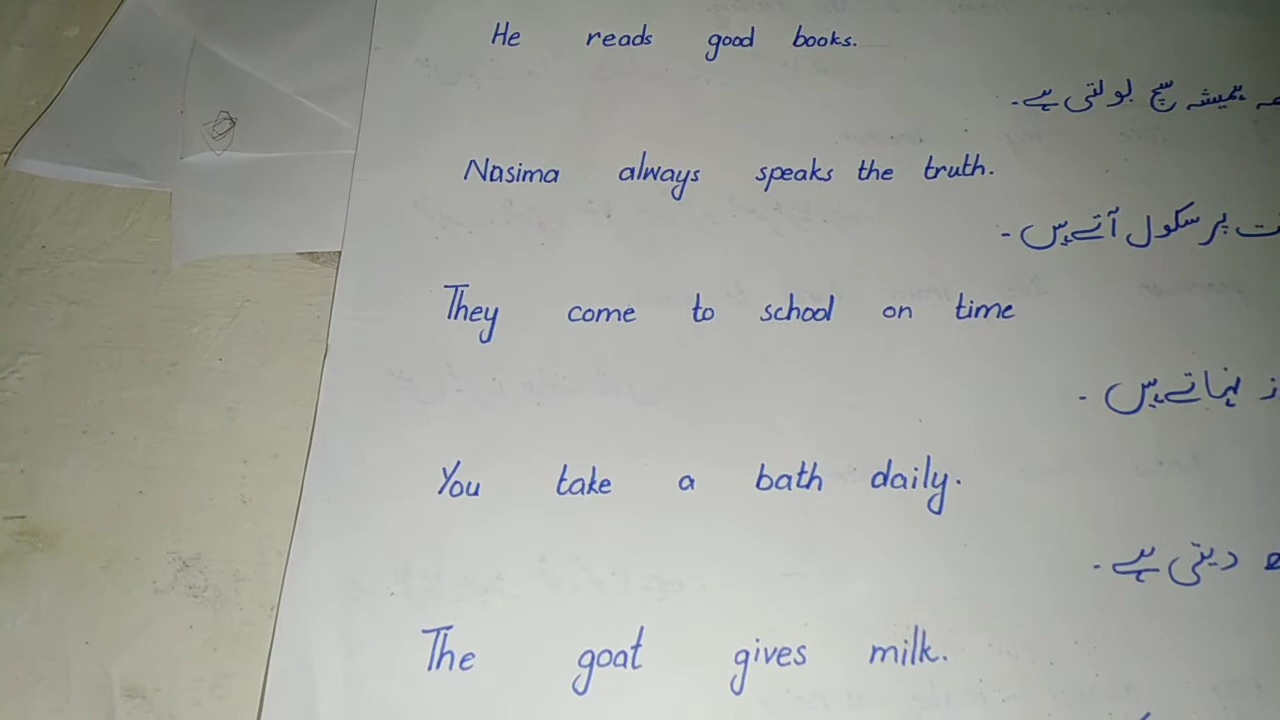 He reads good books.
ہمیشہ سچ بولتی ہے۔
Nasima always speaks the truth.
پر سکول آتے ہیں۔
They come to school on time
نہاتے ہیں۔
You take a bath daily.
دیتی ہے۔
The goat gives milk.